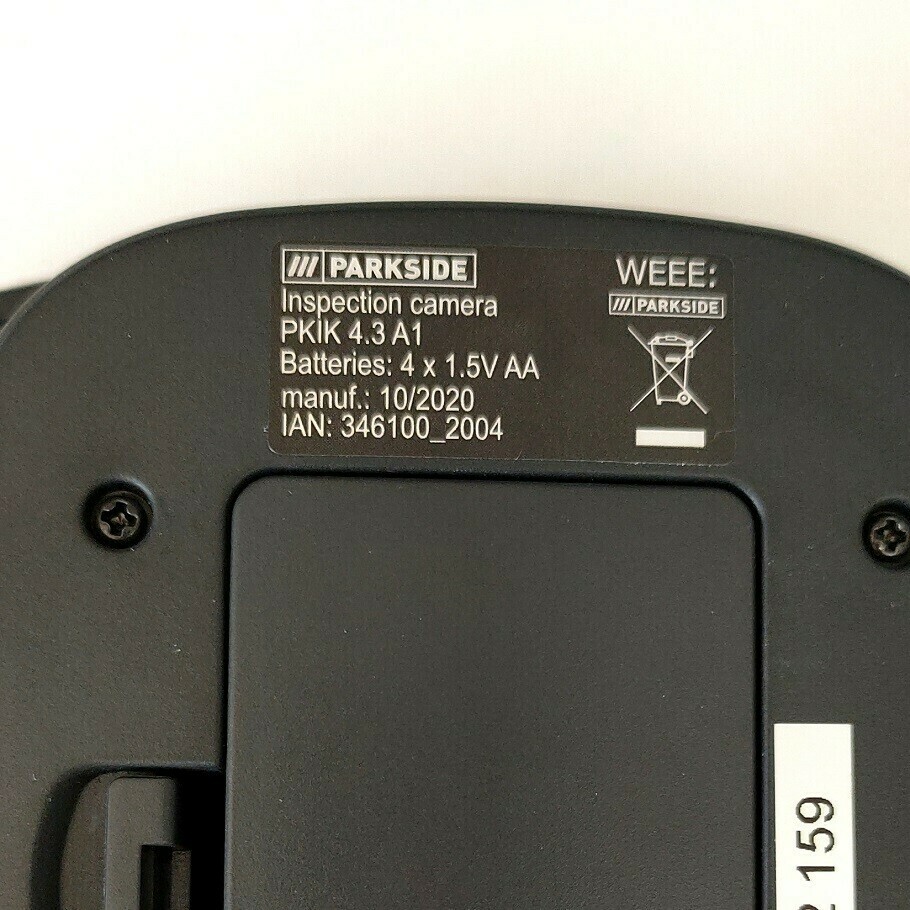 PARKSIDE
Inspection camera
PKIK 4.3 A1
Batteries: 4 x 1.5V AA
manuf.: 10/2020
IAN: 346100_2004
WEEE:
PARKSIDE
159